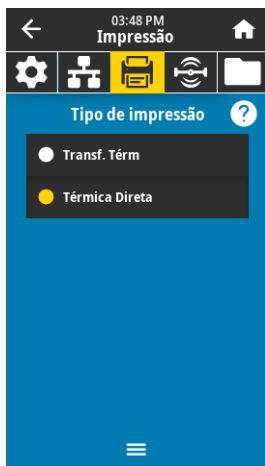 03:48 PM
Impressão
Tipo de impressão
?
Transf. Térm
Térmica Direta